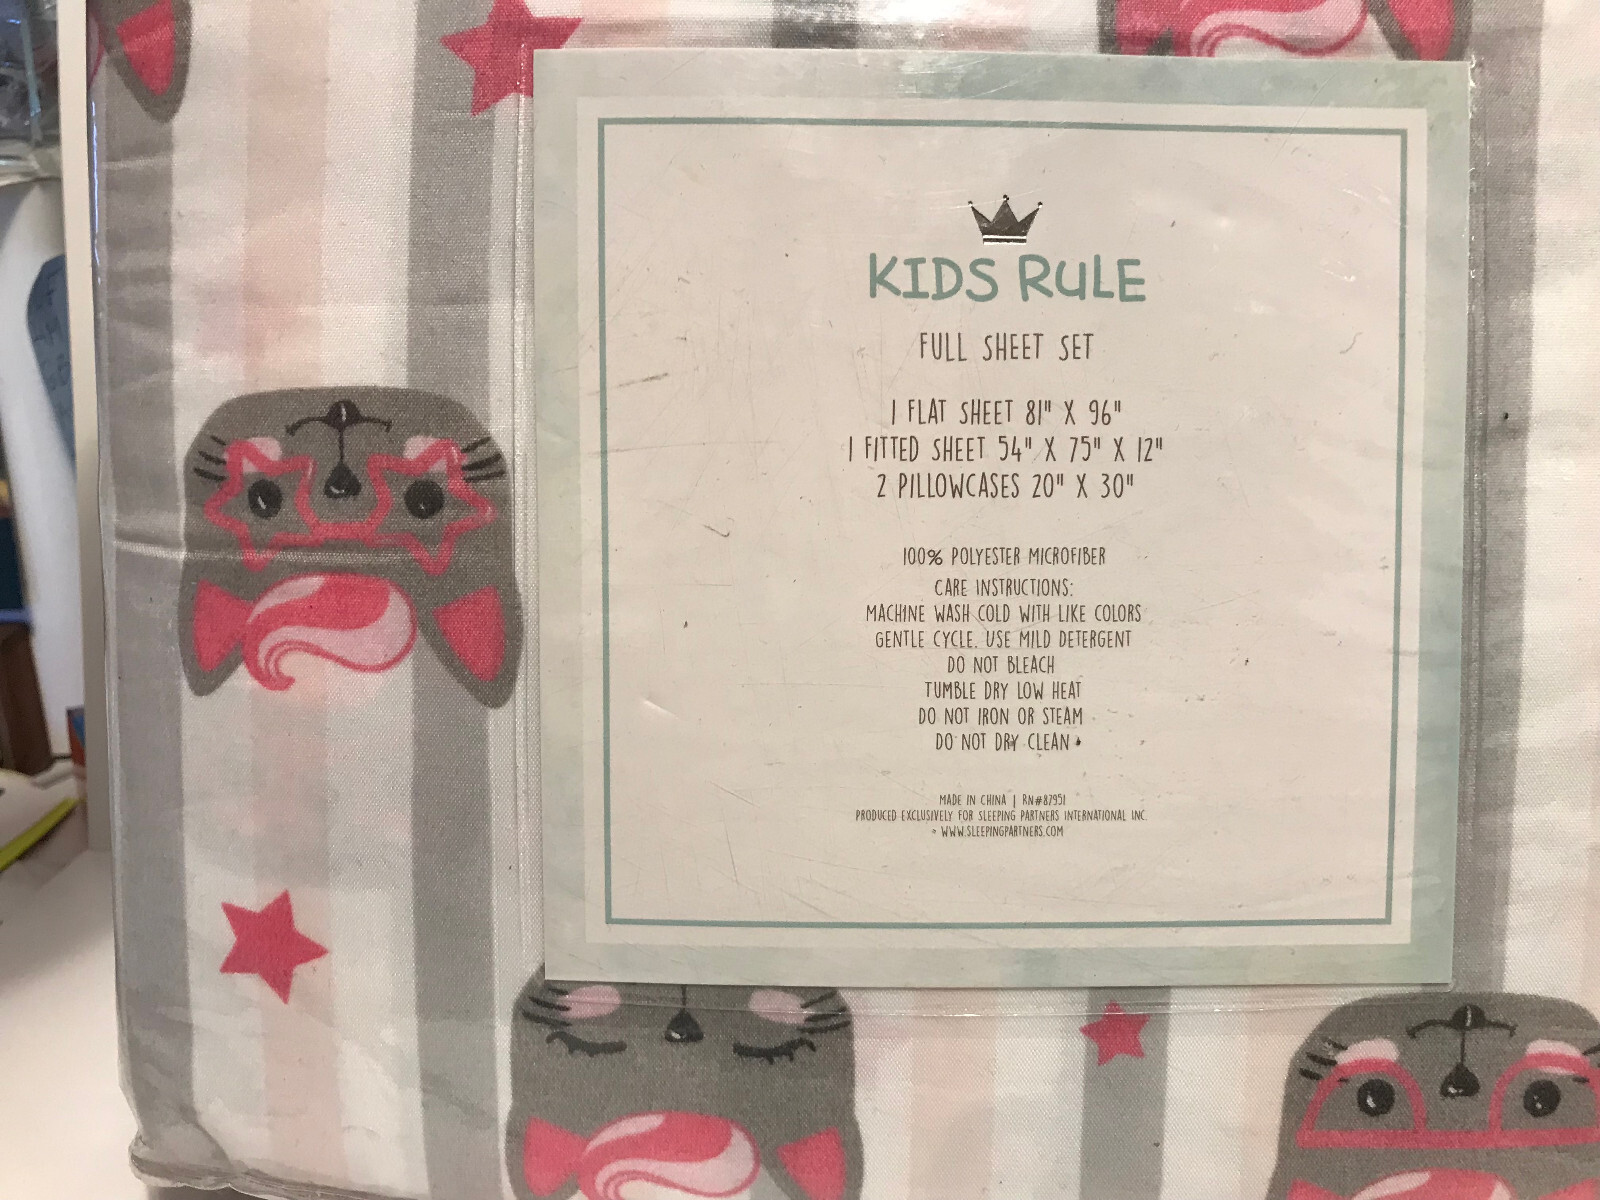 KIDS RULE
FULL SHEET SET
1 FLAT SHEET 81" X 96"
1 FITTED SHEET 54" X 75" X 12"
2 PILLOWCASES 20" X 30"
100% POLYESTER MICROFIBER
CARE INSTRUCTIONS:
MACHINE WASH COLD WITH LIKE COLORS
GENTLE CYCLE. USE MILD DETERGENT
DO NOT BLEACH
TUMBLE DRY LOW HEAT
DO NOT IRON OR STEAM
DO NOT DRY CLEAN
MADE IN CHINA | RN#87951
PRODUCED EXCLUSIVELY FOR SLEEPING PARTNERS INTERNATIONAL INC.
WWW.SLEEPINGPARTNERS.COM